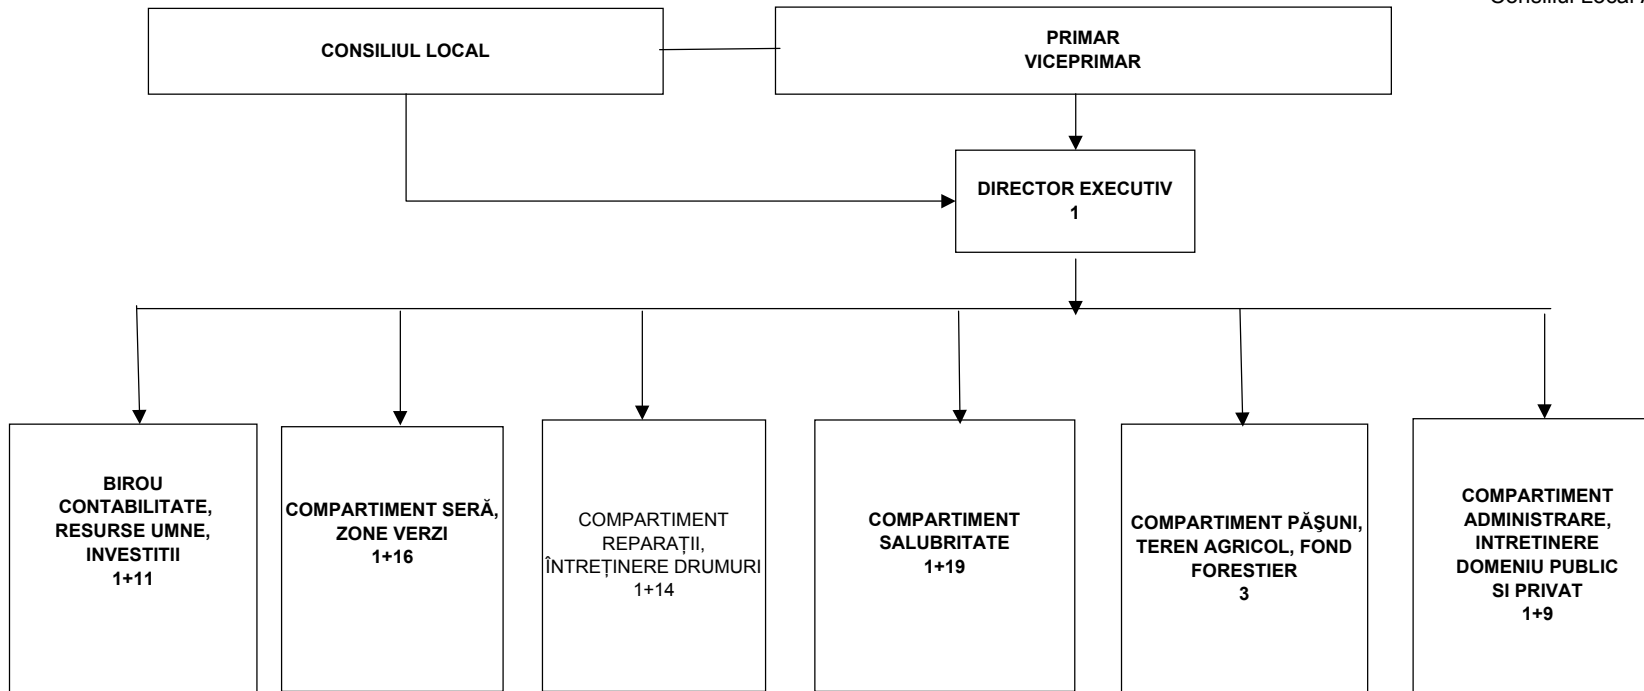 Consiliul Local
CONSILIUL LOCAL
PRIMAR
VICEPRIMAR
DIRECTOR EXECUTIV
1
BIROU
CONTABILITATE,
RESURSE UMNE,
INVESTITII
1+11
COMPARTIMENT SERĂ,
ZONE VERZI
1+16
COMPARTIMENT
REPARAȚII,
ÎNTREȚINERE DRUMURI
1+14
COMPARTIMENT
SALUBRITATE
1+19
COMPARTIMENT PĂŞUNI,
TEREN AGRICOL, FOND
FORESTIER
3
COMPARTIMENT
ADMINISTRARE,
INTRETINERE
DOMENIU PUBLIC
SI PRIVAT
1+9